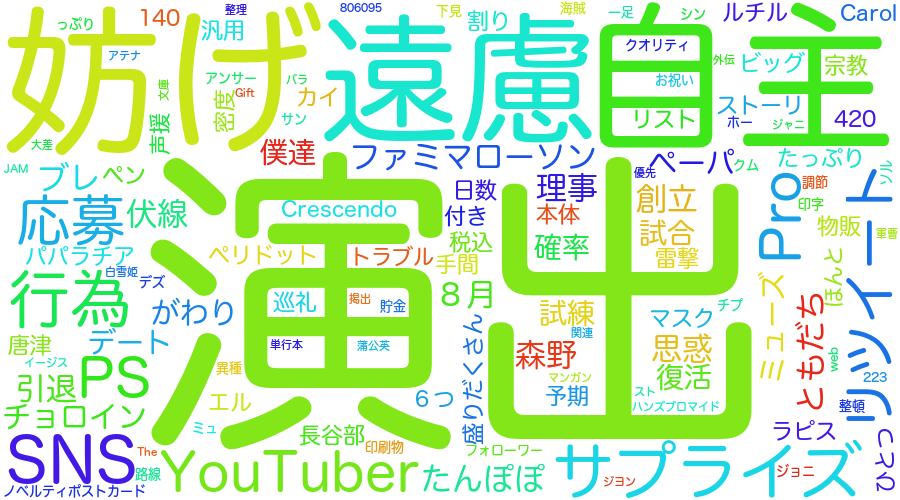 っぷり
140
整理
806095
下見
海賊
一足
シン
ルチル
Carol
汎用
割り
妨げ
遠慮
自主
アテナ
クオリティ
外伝
お祝い
ビッグ
宗教
アンサー
バラ
文庫
密度
Gift
カイ
サン
リスト
ストーリ
ホー
ジャニ
420
大差
声援
僕達
ファミマローソン
ペーパ
クム
たっぷり
JAM
ブレ
ペン
日数
理事
優先
調節
ソル
応募
伏線
Crescendo
付き
本体
創立
Pro
印字
物販
軍曹
パパラチア
ペリドット
トラブル
税込
確率
試合
雷撃
手間
白雪姫
デズ
行為
がわり
巡礼
掲出
貯金
8月
演出
試練
マスク
チプ
ミューズ
ほんと
リツイート
唐津
デート
単行本
蒲公英
関連
思惑
ともだち
web
イージス
異種
森野
マンガン
復活
223
引退
PS
エル
6つ
盛りだくさん
予期
スト
ハンズブロマイド
整頓
チョロイン
ミュ
長谷部
ラピス
SNS
The
印刷物
フォローワー
ジョニ
路線
YouTuber
たんぽぽ
サプライズ
ジョン
ノベルティポストカード